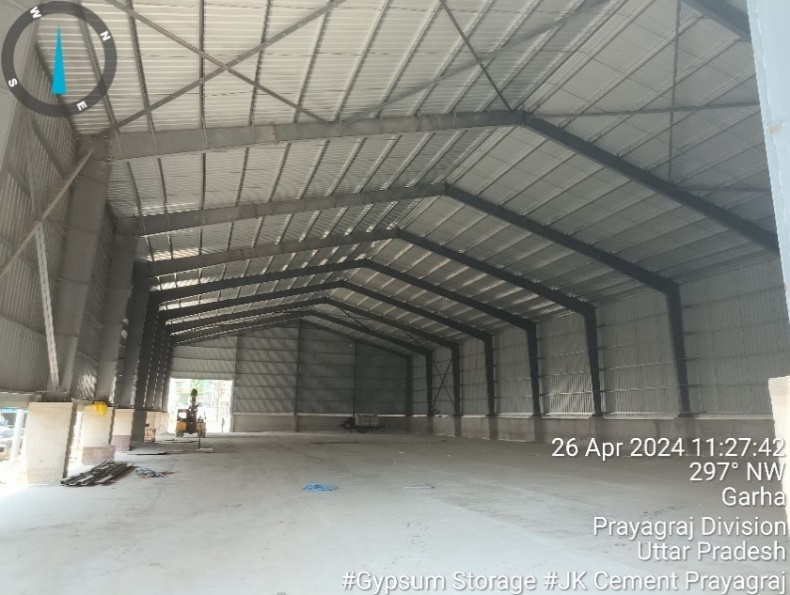 N
W
E
S
26 Apr 2024 11:27:42
297° NW
Garha
Prayagraj Division
Uttar Pradesh
#Gypsum Storage #JK Cement Prayagraj